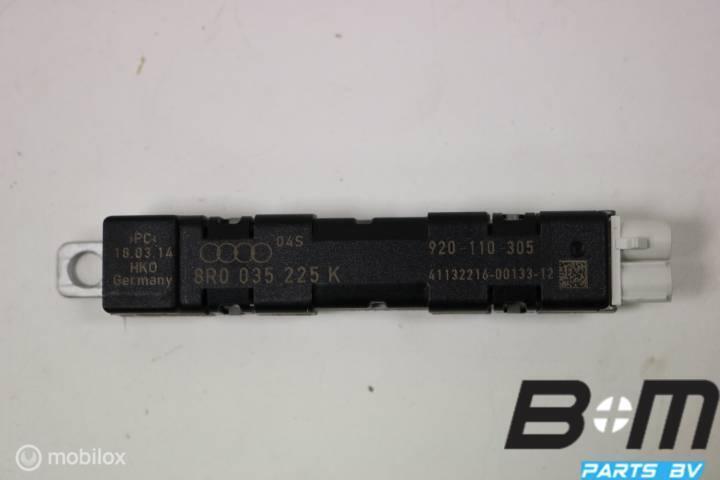 ›PC‹
18.03.14
HKO
Germany
04S
8R0 035 225 K
920-110 305
41132216-00133-12
B+M
PARTS BV
mobilox